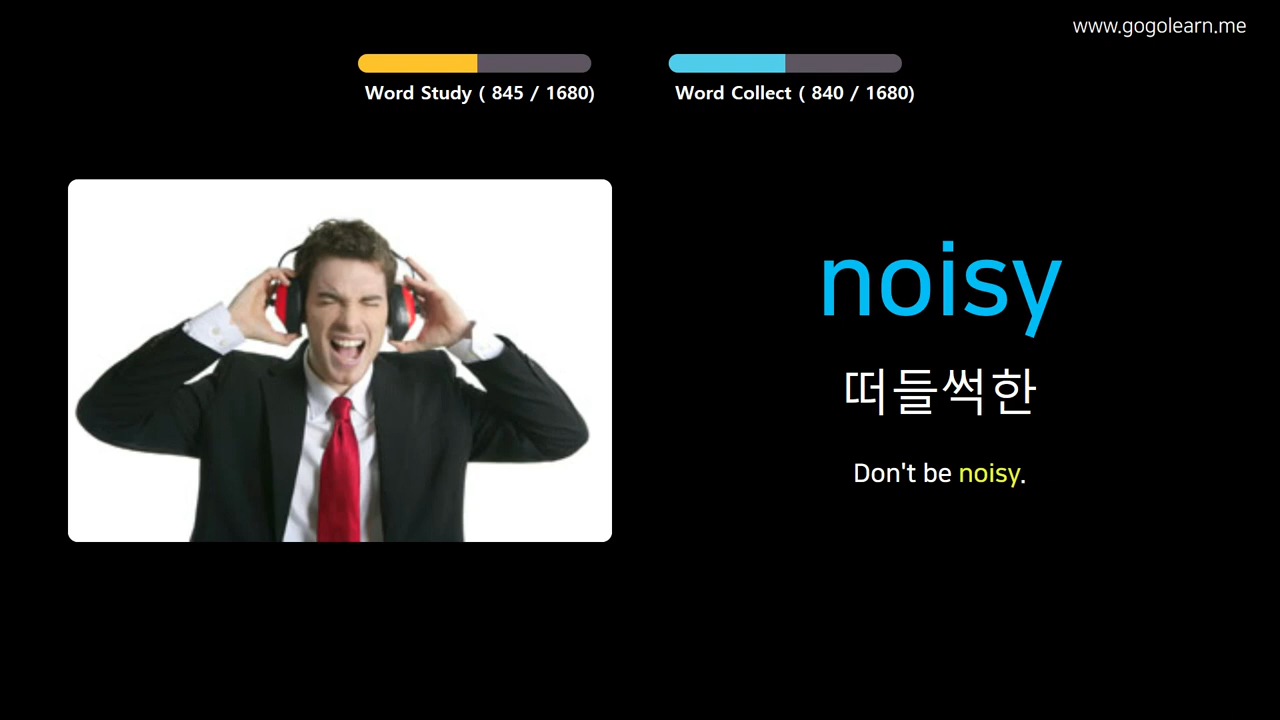 www.gogolearn.me
Word Study ( 845 / 1680)
Word Collect ( 840 / 1680)
noisy
떠들썩한
Don't be noisy.